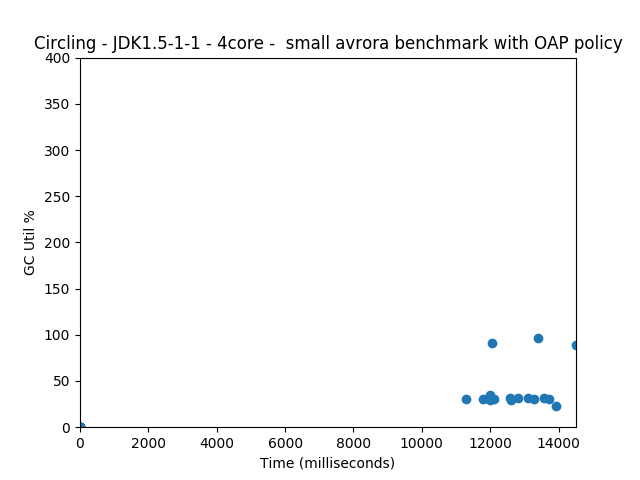 Circling - JDK1.5-1-1 - 4core -  small avrora benchmark with OAP policy
400
350
300
250
200
150
100
50
0
GC Util %
0 2000 4000 6000 8000 10000 12000 14000
Time (milliseconds)